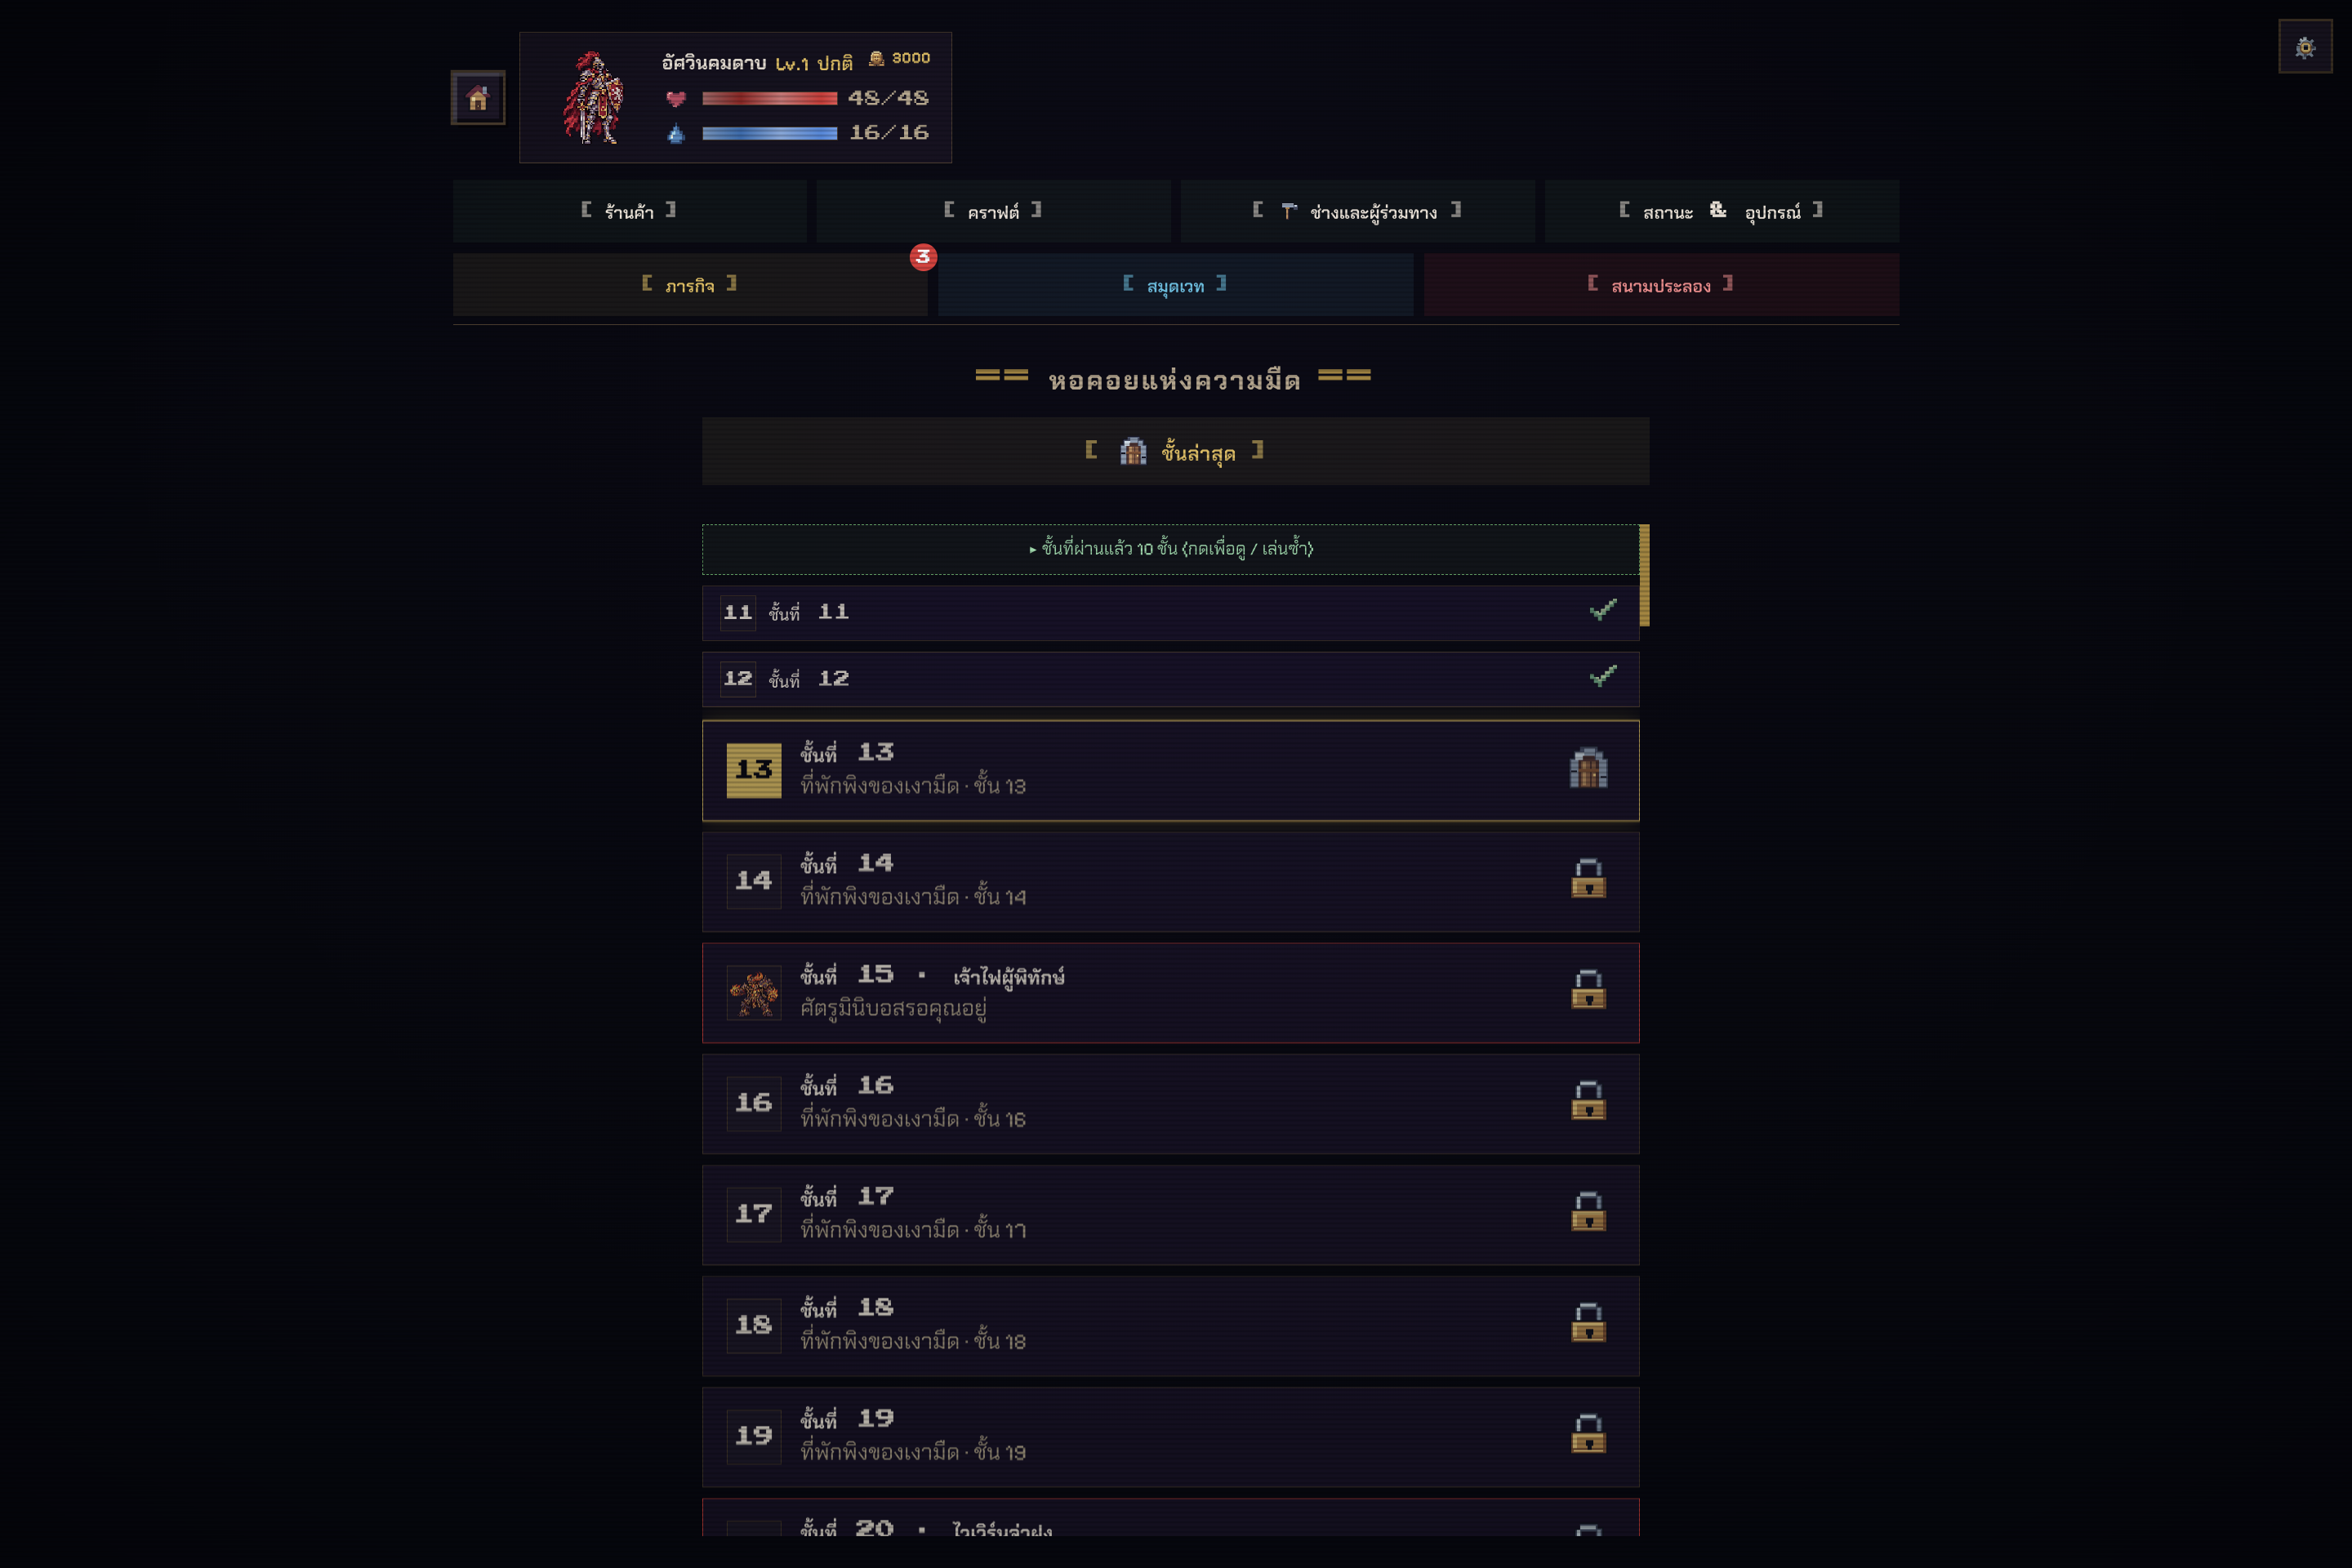 อัศวินคมดาบ Lv.1 ปกติ 3000
48/48
16/16
[ ร้านค้า ] [ คราฟต์ ] [ ช่างและผู้ร่วมทาง ] [ สถานะ & อุปกรณ์ ]
3
[ ภารกิจ ] [ สมุดเวท ] [ สนามประลอง ]
== หอคอยแห่งความมืด ==
[ ชั้นล่าสุด ]
▸ ชั้นที่ผ่านแล้ว 10 ชั้น (กดเพื่อดู / เล่นซ้ำ)
11 ชั้นที่ 11
12 ชั้นที่ 12
13 ชั้นที่ 13
ที่พักพิงของเงามืด · ชั้น 13
14 ชั้นที่ 14
ที่พักพิงของเงามืด · ชั้น 14
ชั้นที่ 15 · เจ้าไฟผู้พิทักษ์
ศัตรูมินิบอสรอคุณอยู่
16 ชั้นที่ 16
ที่พักพิงของเงามืด · ชั้น 16
17 ชั้นที่ 17
ที่พักพิงของเงามืด · ชั้น 17
18 ชั้นที่ 18
ที่พักพิงของเงามืด · ชั้น 18
19 ชั้นที่ 19
ที่พักพิงของเงามืด · ชั้น 19
ชั้นที่ 20 · ไวเวิร์นล่าฝูง